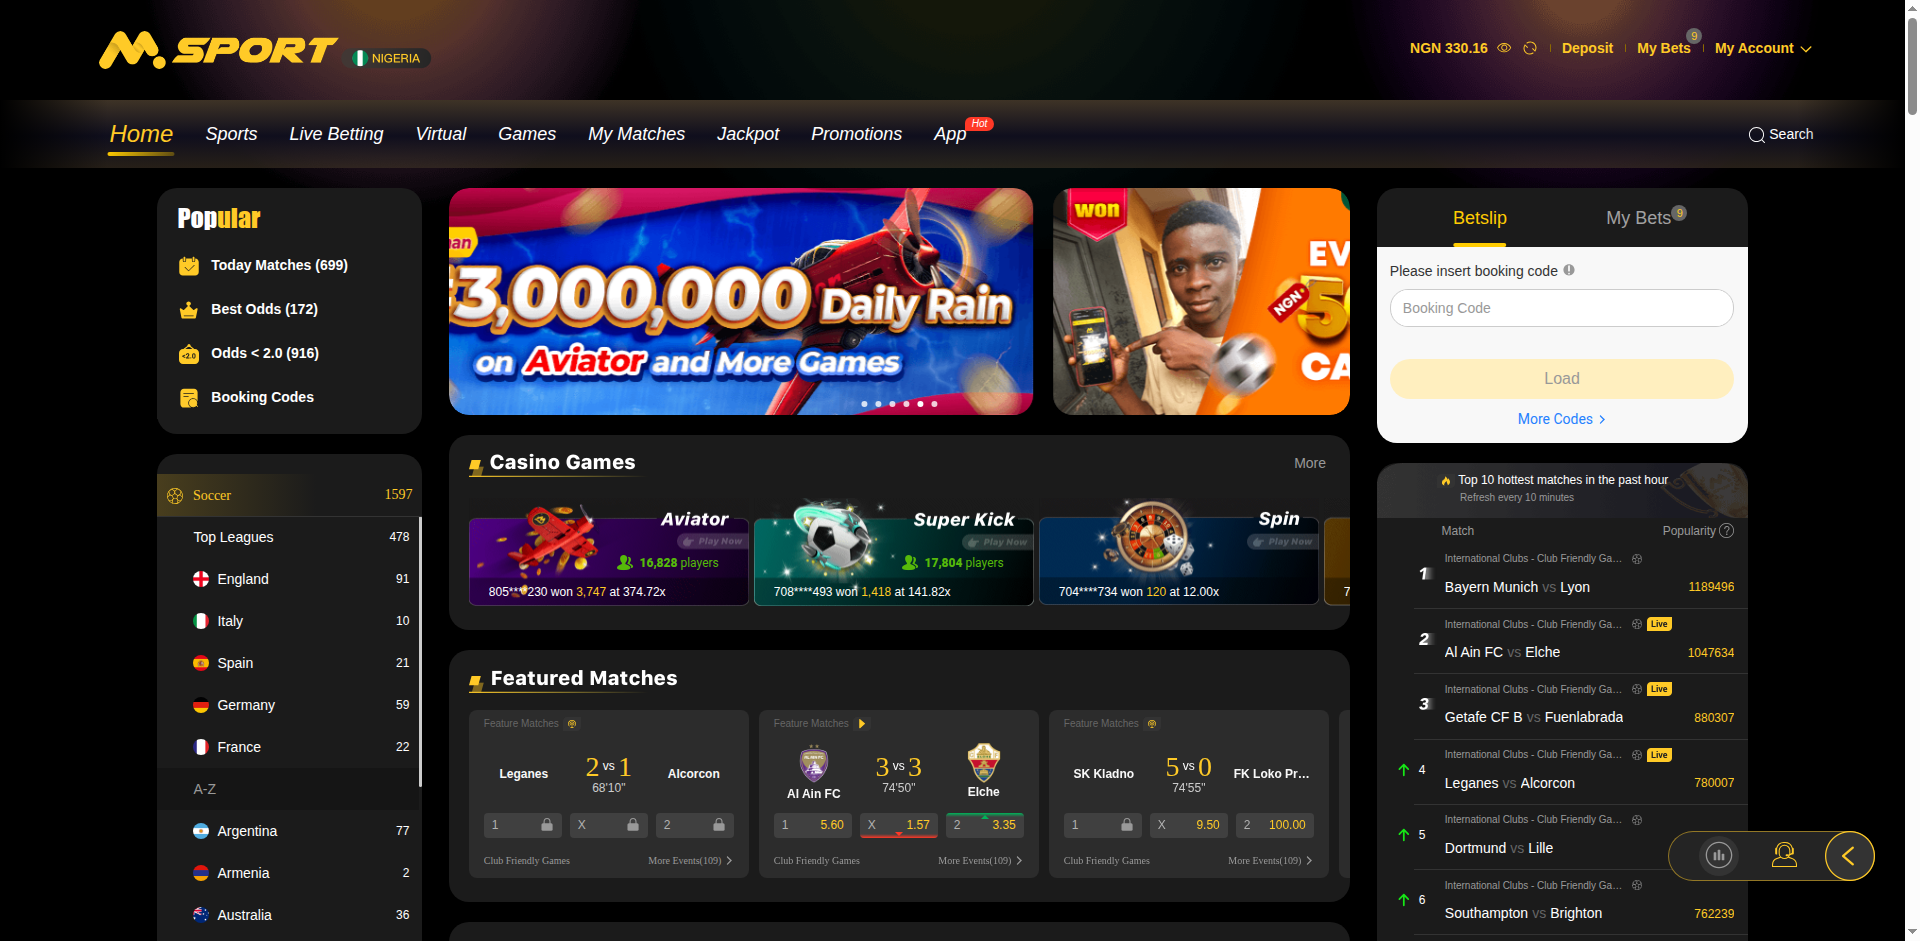 M.SPORT
NIGERIA
NGN 330.16
Deposit
My Bets
9
My Account
Home
Sports
Live Betting
Virtual
Games
My Matches
Jackpot
Promotions
App
Hot
Search
Popular
Today Matches (699)
Best Odds (172)
<2.0
Odds < 2.0 (916)
Booking Codes
Soccer 1597
Top Leagues 478
England 91
Italy 10
Spain 21
Germany 59
France 22
A-Z
Argentina 77
Armenia 2
Australia 36
3,000,000 Daily Rain
on Aviator and More Games
won
NGN
Casino Games
More
Aviator
Play Now
16,828 players
805****230 won 3,747 at 374.72x
Super Kick
Play Now
17,804 players
708****493 won 1,418 at 141.82x
Spin
Play Now
704****734 won 120 at 12.00x
7
Featured Matches
Feature Matches
Leganes 2 vs 1 Alcorcon
68'10"
1 X 2
Club Friendly Games More Events(109)
Feature Matches
Al Ain FC 3 vs 3 Elche
74'50"
1 5.60 X 1.57 2 3.35
Club Friendly Games More Events(109)
Feature Matches
SK Kladno 5 vs 0 FK Loko Pr...
74'55"
1 X 9.50 2 100.00
Club Friendly Games More Events(109)
Betslip
My Bets
9
Please insert booking code
Booking Code
Load
More Codes
Top 10 hottest matches in the past hour
Refresh every 10 minutes
Match Popularity ?
International Clubs - Club Friendly Ga...
1 Bayern Munich vs Lyon 1189496
International Clubs - Club Friendly Ga... Live
2 Al Ain FC vs Elche 1047634
International Clubs - Club Friendly Ga... Live
3 Getafe CF B vs Fuenlabrada 880307
International Clubs - Club Friendly Ga... Live
4 Leganes vs Alcorcon 780007
International Clubs - Club Friendly Ga...
5 Dortmund vs Lille
International Clubs - Club Friendly Ga...
6 Southampton vs Brighton 762239